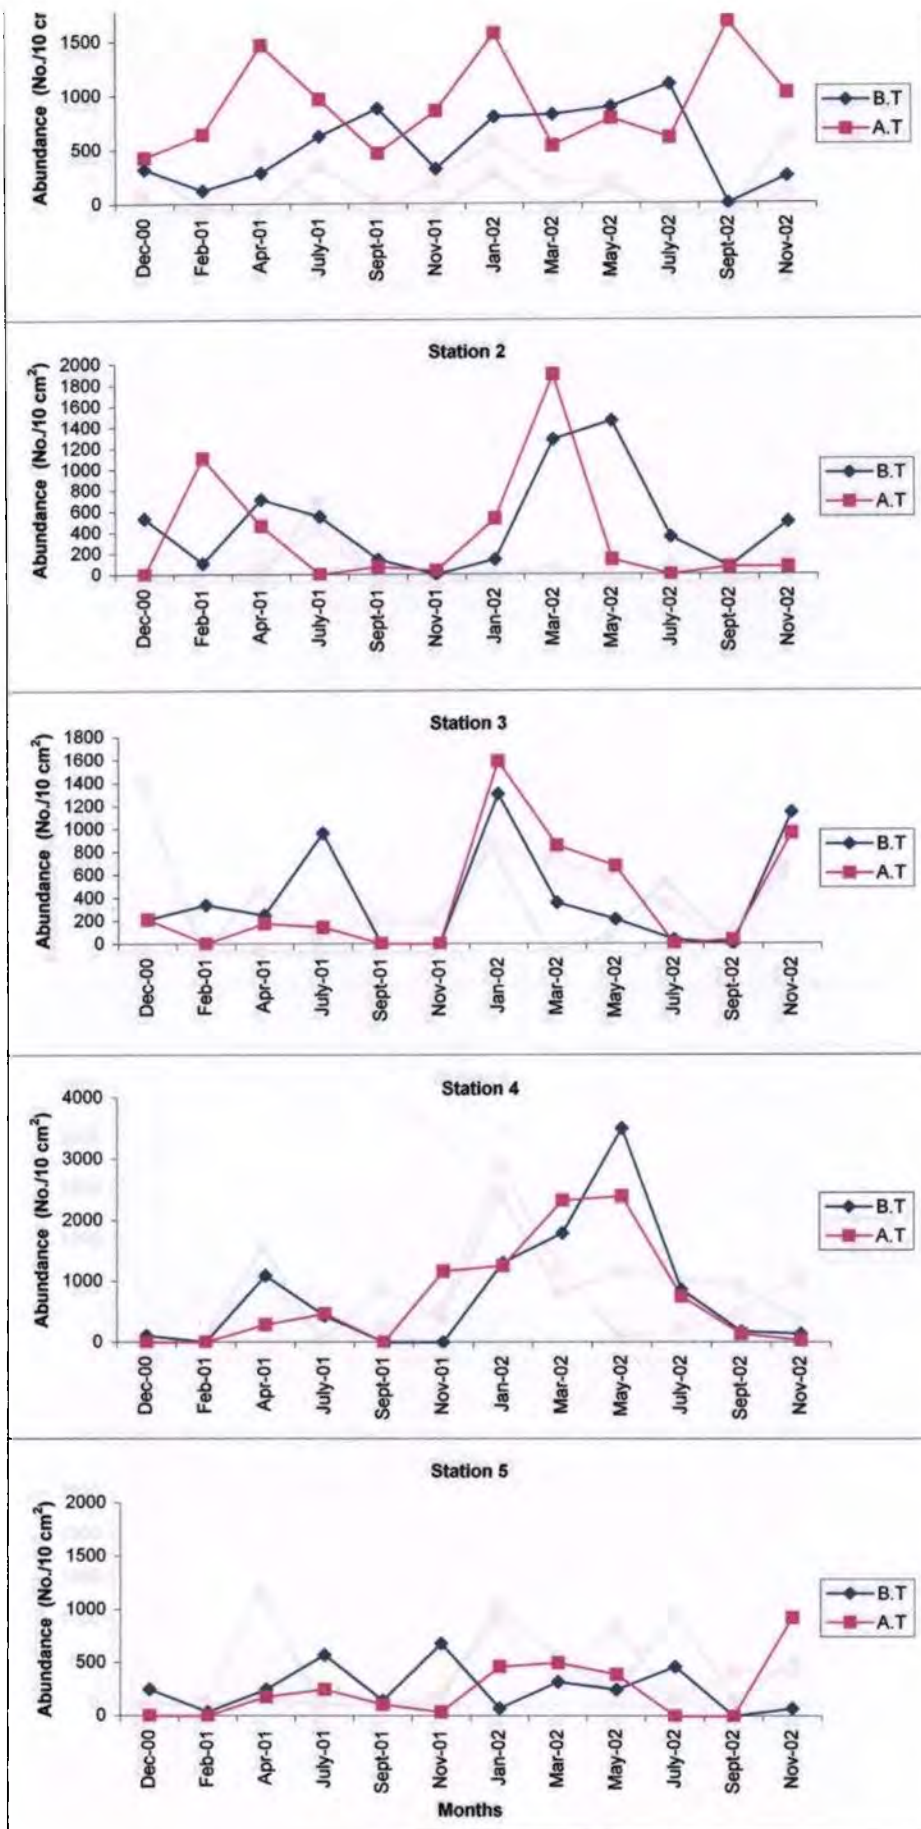 Abundance (No./10 cr
1500
1000
500
0
Dec-00
Feb-01
Apr-01
July-01
Sept-01
Nov-01
Jan-02
Mar-02
May-02
July-02
Sept-02
Nov-02
B.T
A.T
Station 2
Abundance (No./10 cm²)
2000
1800
1600
1400
1200
1000
800
600
400
200
0
Dec-00
Feb-01
Apr-01
July-01
Sept-01
Nov-01
Jan-02
Mar-02
May-02
July-02
Sept-02
Nov-02
B.T
A.T
Station 3
Abundance (No./10 cm²)
1800
1600
1400
1200
1000
800
600
400
200
0
Dec-00
Feb-01
Apr-01
July-01
Sept-01
Nov-01
Jan-02
Mar-02
May-02
July-02
Sept-02
Nov-02
B.T
A.T
Station 4
Abundance (No./10 cm²)
4000
3000
2000
1000
0
Dec-00
Feb-01
Apr-01
July-01
Sept-01
Nov-01
Jan-02
Mar-02
May-02
July-02
Sept-02
Nov-02
B.T
A.T
Station 5
Abundance (No./10 cm²)
2000
1500
1000
500
0
Dec-00
Feb-01
Apr-01
July-01
Sept-01
Nov-01
Jan-02
Mar-02
May-02
July-02
Sept-02
Nov-02
B.T
A.T
Months